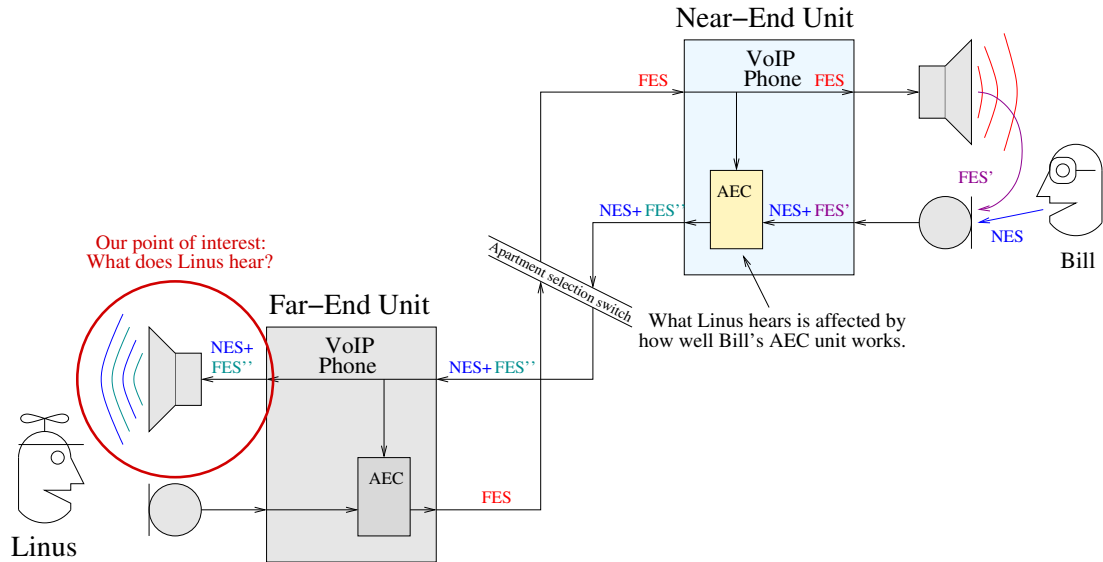 Near–End Unit
VoIP
Phone
FES
FES
AEC
FES’
NES+ FES’’
NES+ FES’
NES
Bill
Our point of interest:
What does Linus hear?
Apartment selection switch
Far–End Unit
What Linus hears is affected by
how well Bill’s AEC unit works.
VoIP
Phone
NES+
FES’’
NES+ FES’’
AEC
FES
Linus